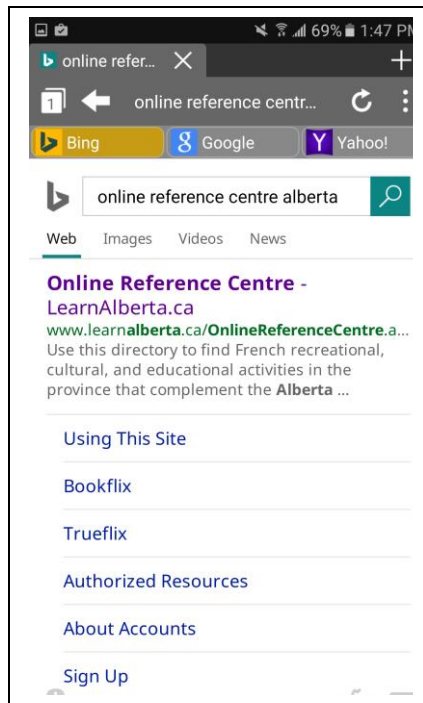 69% 1:47 PM
online refer...
1 online reference centr...
Bing Google Yahoo!
online reference centre alberta
Web Images Videos News
Online Reference Centre -
LearnAlberta.ca
www.learnalberta.ca/OnlineReferenceCentre.a...
Use this directory to find French recreational,
cultural, and educational activities in the
province that complement the Alberta ...
Using This Site
Bookflix
Trueflix
Authorized Resources
About Accounts
Sign Up